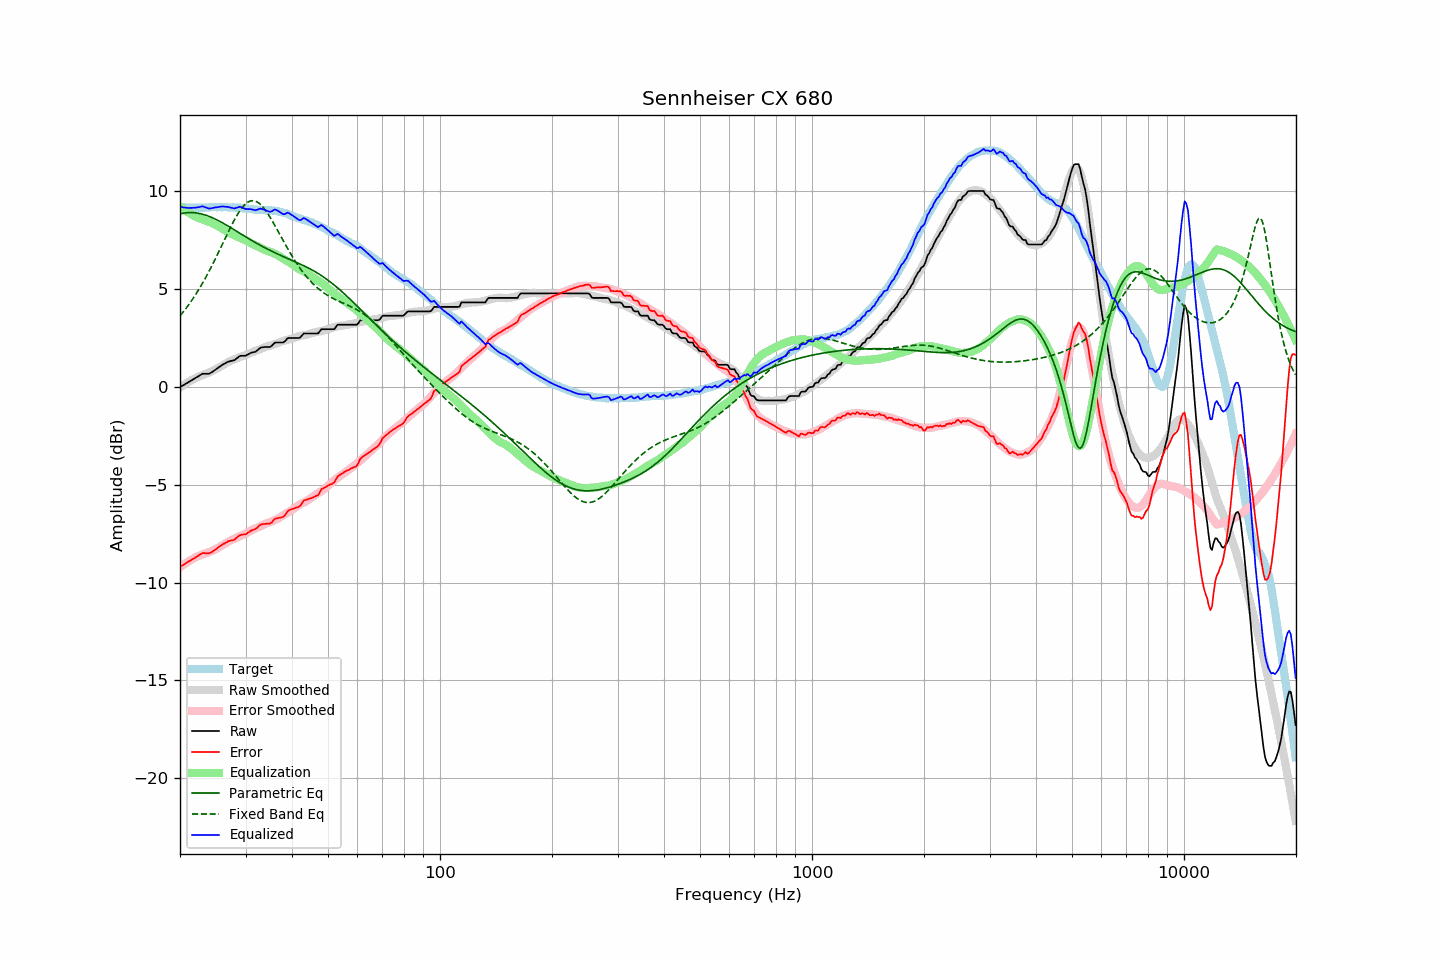 Sennheiser CX 680
Amplitude (dBr)
10
5
0
−5
−10
−15
−20
Target
Raw Smoothed
Error Smoothed
Raw
Error
Equalization
Parametric Eq
Fixed Band Eq
Equalized
100
1000
10000
Frequency (Hz)